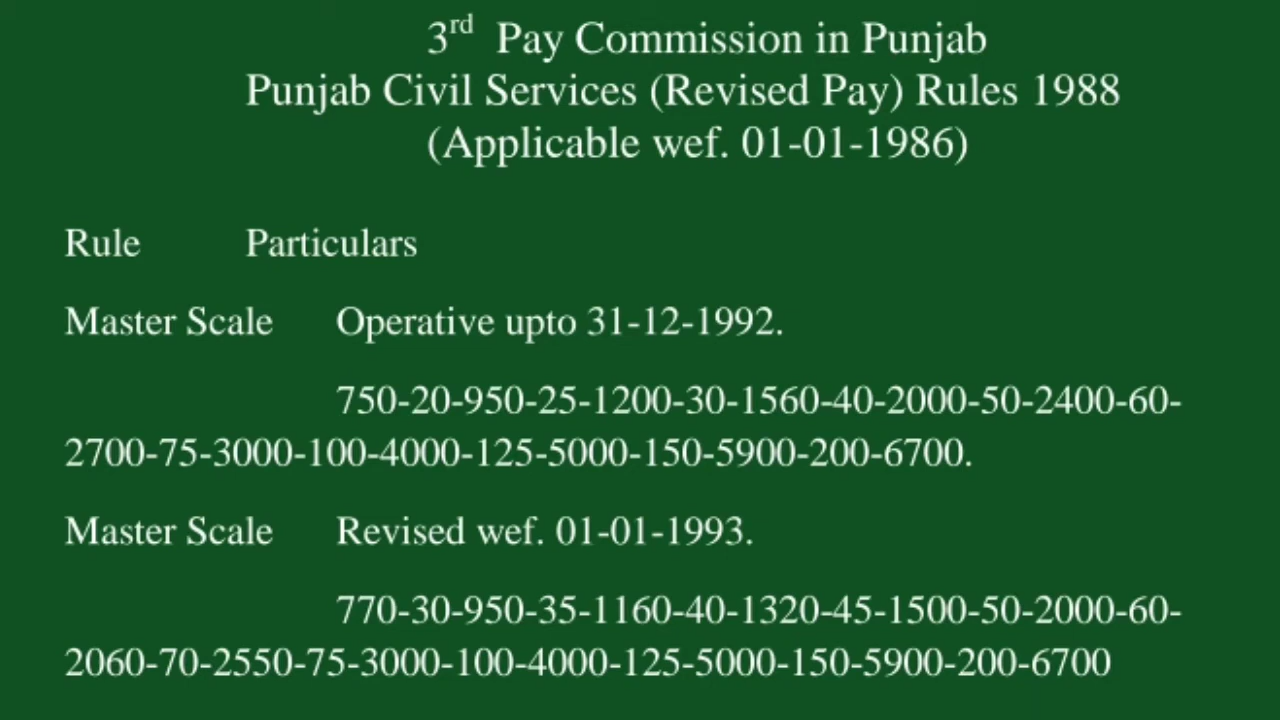 3rd Pay Commission in Punjab
Punjab Civil Services (Revised Pay) Rules 1988
(Applicable wef. 01-01-1986)
Rule Particulars
Master Scale Operative upto 31-12-1992.
750-20-950-25-1200-30-1560-40-2000-50-2400-60-
2700-75-3000-100-4000-125-5000-150-5900-200-6700.
Master Scale Revised wef. 01-01-1993.
770-30-950-35-1160-40-1320-45-1500-50-2000-60-
2060-70-2550-75-3000-100-4000-125-5000-150-5900-200-6700